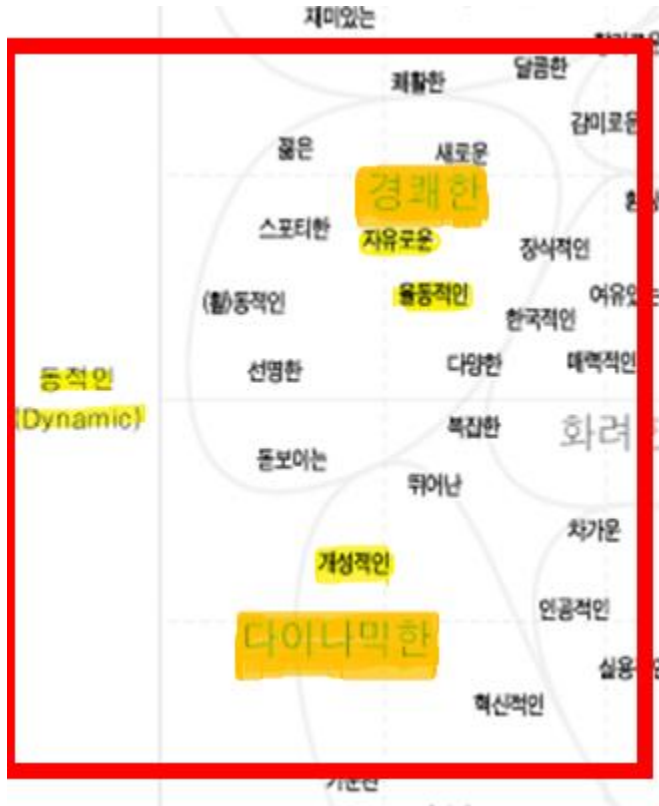 재미있는
달콤한
쾌활한
감미로운
젊은
새로운
경쾌한
스포티한
자유로운
장식적인
(활)동적인
율동적인
여유있는
한국적인
동적인
(Dynamic)
선명한
다양한
매력적인
복잡한
화려한
돋보이는
뛰어난
차가운
개성적인
인공적인
다이나믹한
혁신적인